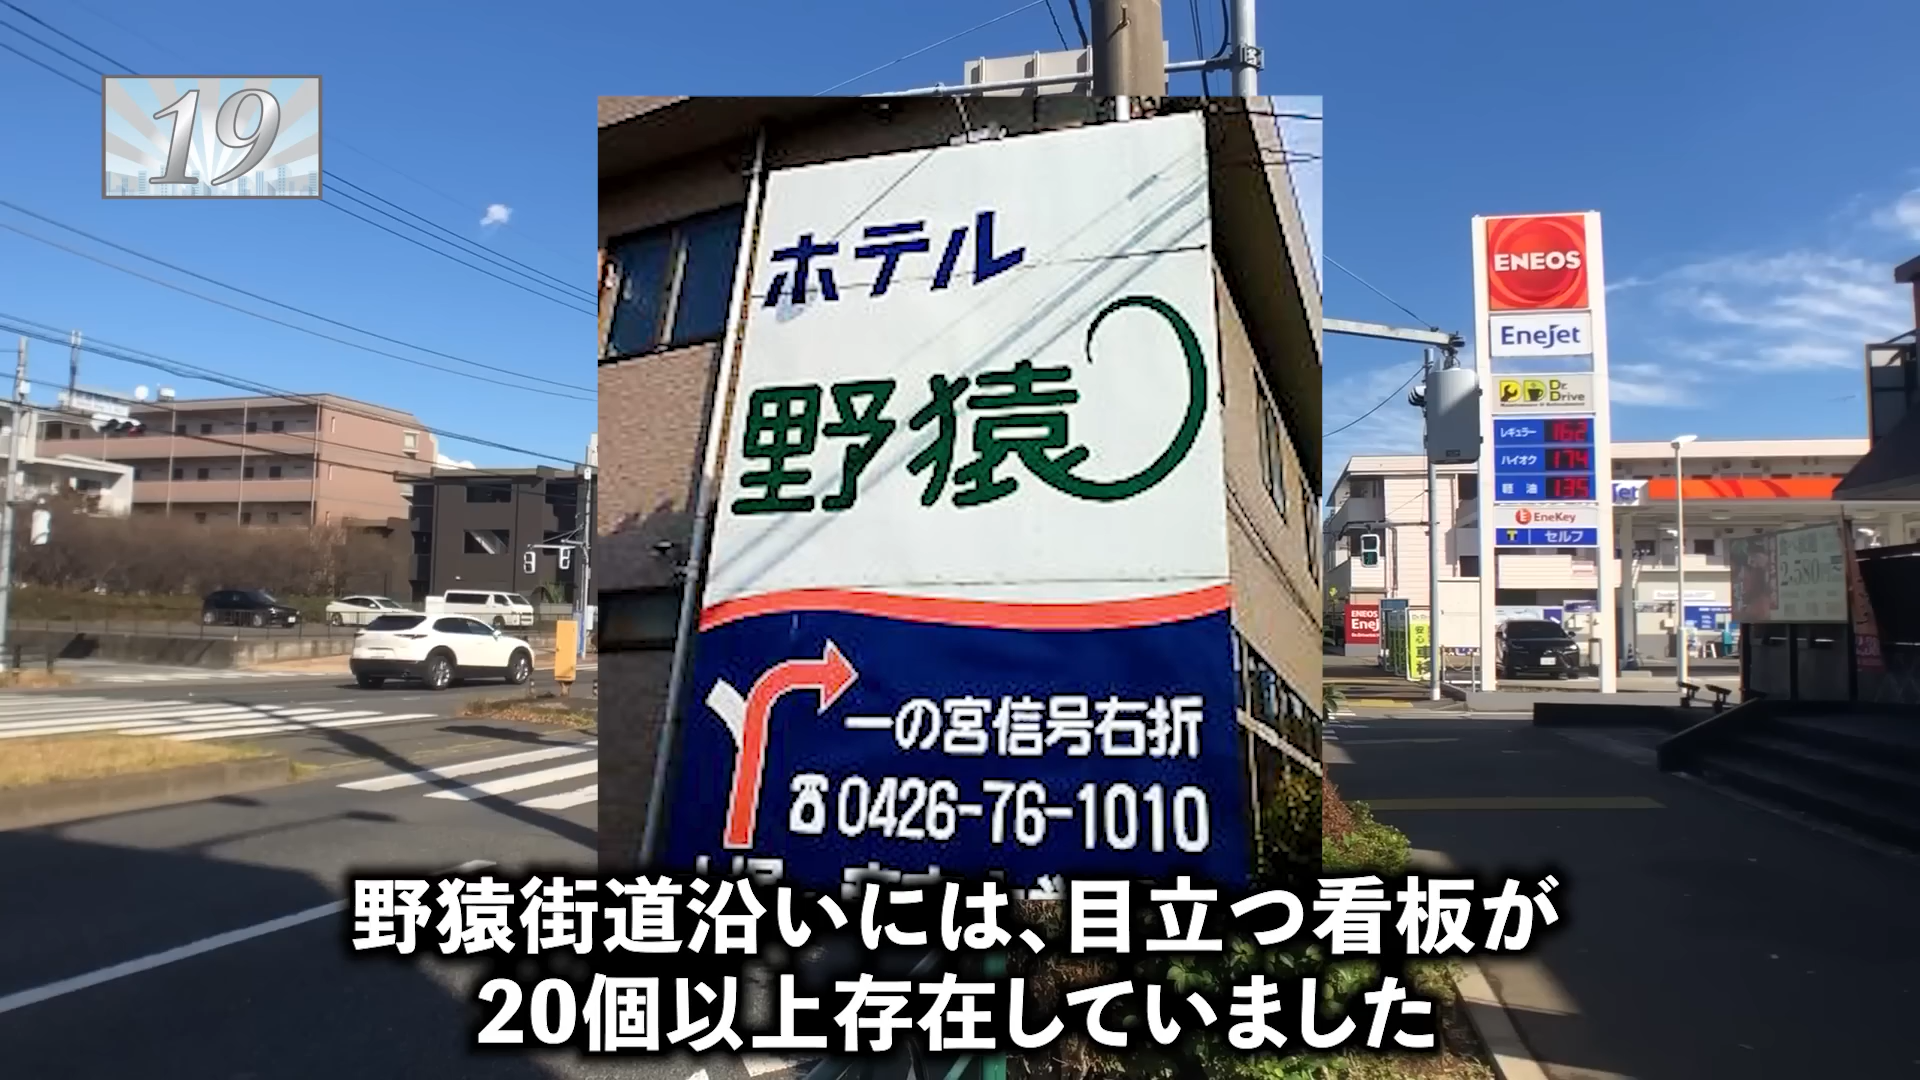 19
ホテル
野猿
一の宮信号右折
☎0426-76-1010
ENEOS
EneJet
Dr. Drive
レギュラー 162
ハイオク 174
軽油 135
EneKey
T セルフ
ENEOS
EneJ
Jet
2,580
野猿街道沿いには、目立つ看板が
20個以上存在していました